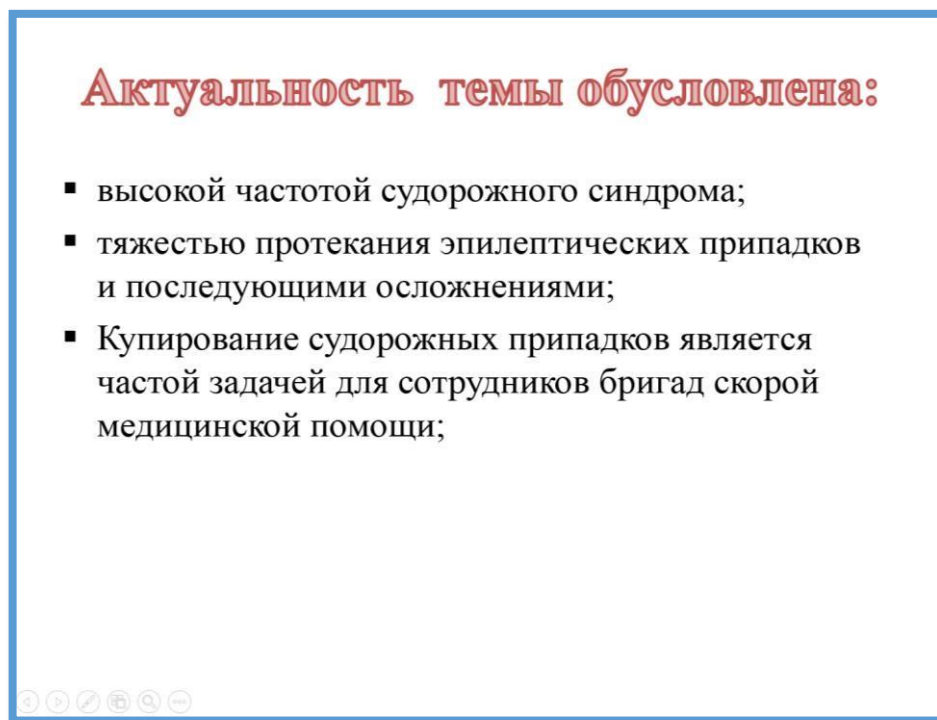 Актуальность темы обусловлена:
▪ высокой частотой судорожного синдрома;
▪ тяжестью протекания эпилептических припадков
и последующими осложнениями;
▪ Купирование судорожных припадков является
частой задачей для сотрудников бригад скорой
медицинской помощи;